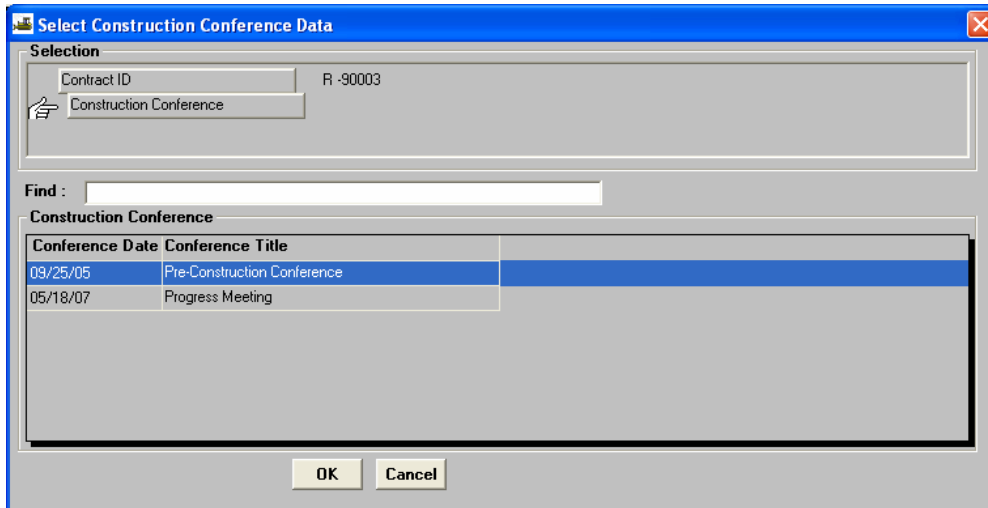 Select Construction Conference Data
Selection
Contract ID R -90003
Construction Conference
Find :
Construction Conference
Conference Date Conference Title
09/25/05 Pre-Construction Conference
05/18/07 Progress Meeting
OK Cancel